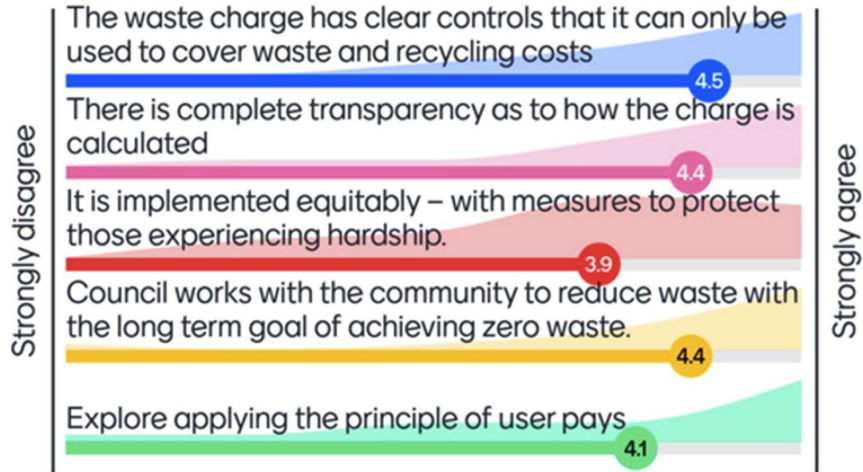 The waste charge has clear controls that it can only be
used to cover waste and recycling costs
4.5
There is complete transparency as to how the charge is
calculated
4.4
It is implemented equitably – with measures to protect
those experiencing hardship.
3.9
Council works with the community to reduce waste with
the long term goal of achieving zero waste.
4.4
Explore applying the principle of user pays
4.1
Strongly disagree
Strongly agree